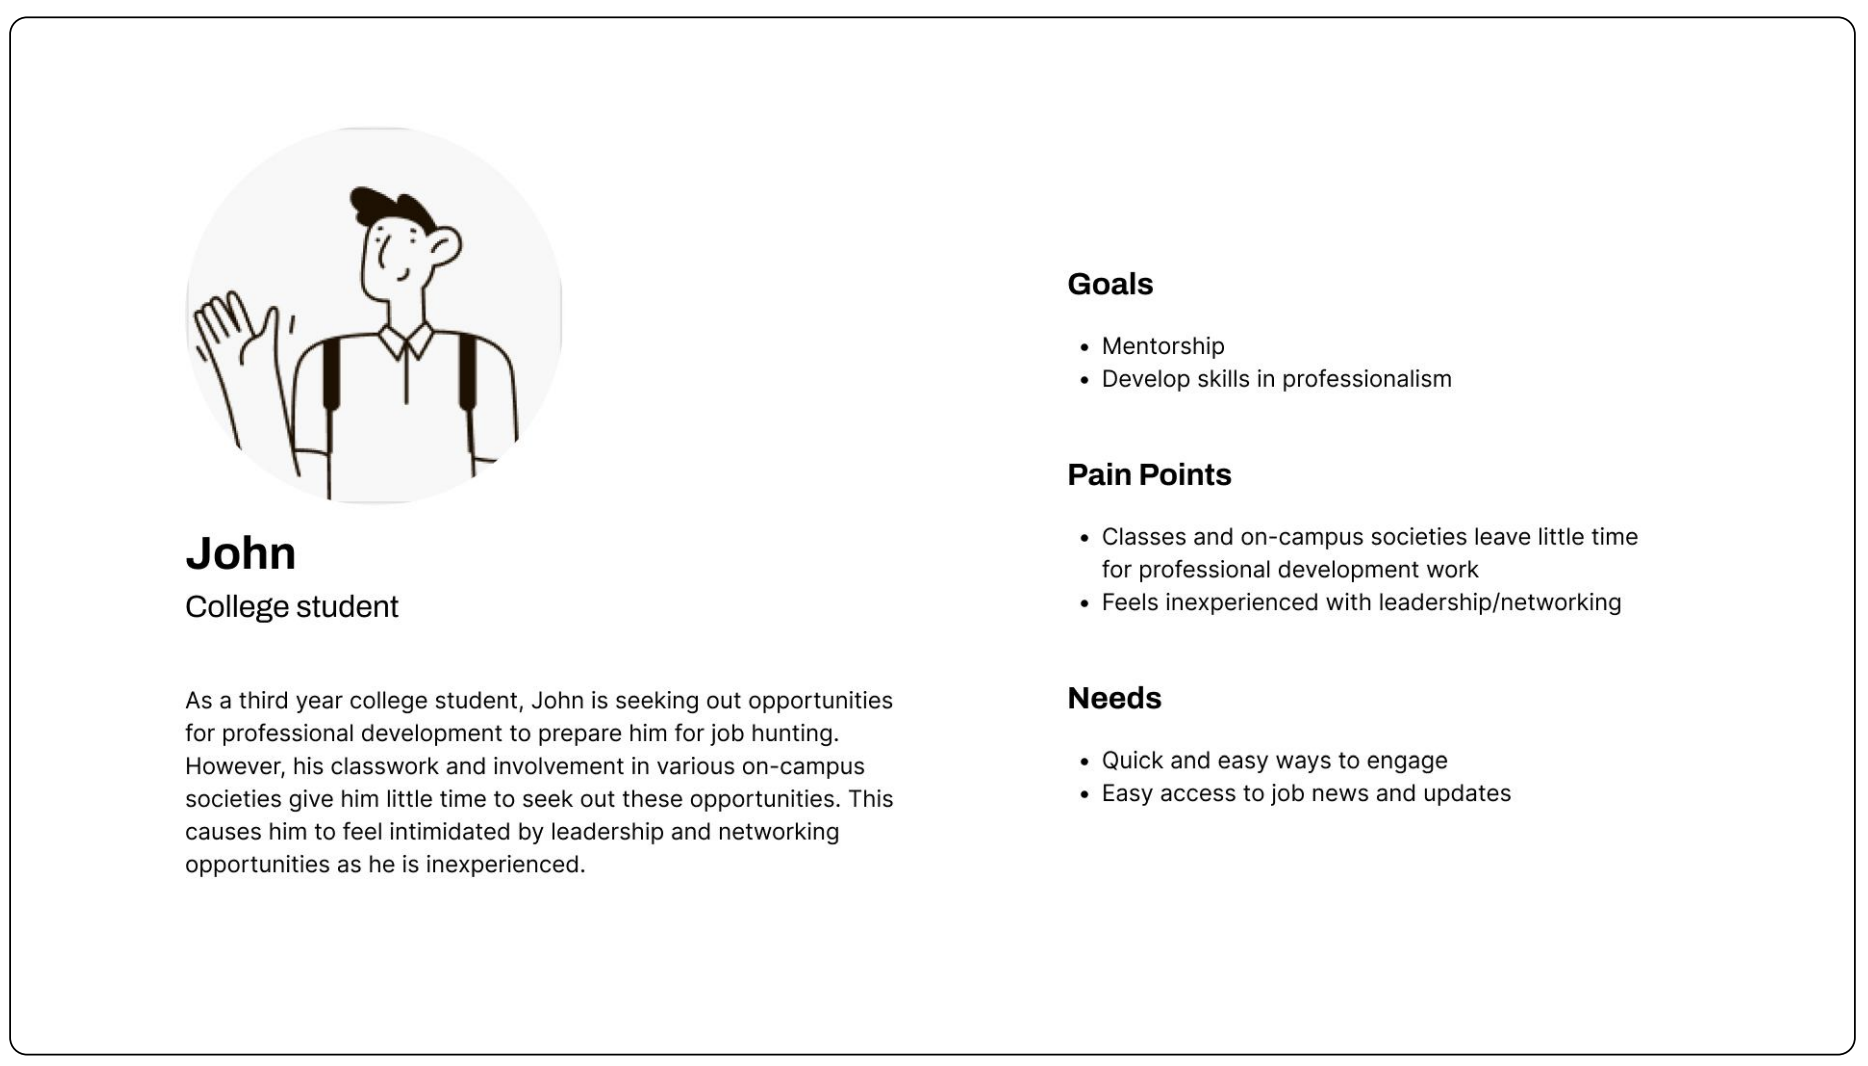 John
College student
As a third year college student, John is seeking out opportunities
for professional development to prepare him for job hunting.
However, his classwork and involvement in various on-campus
societies give him little time to seek out these opportunities. This
causes him to feel intimidated by leadership and networking
opportunities as he is inexperienced.
Goals
• Mentorship
• Develop skills in professionalism
Pain Points
• Classes and on-campus societies leave little time
for professional development work
• Feels inexperienced with leadership/networking
Needs
• Quick and easy ways to engage
• Easy access to job news and updates